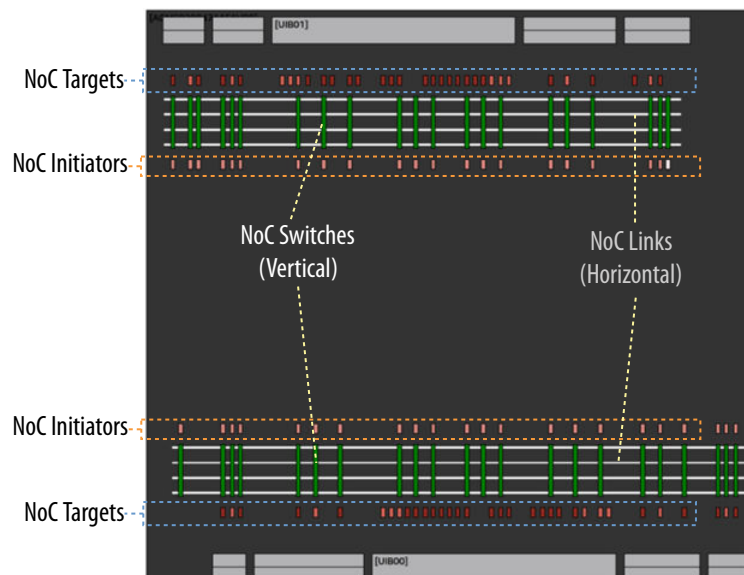 [UIB01]
NoC Targets
NoC Initiators
NoC Switches
(Vertical)
NoC Links
(Horizontal)
NoC Initiators
NoC Targets
[UIB00]